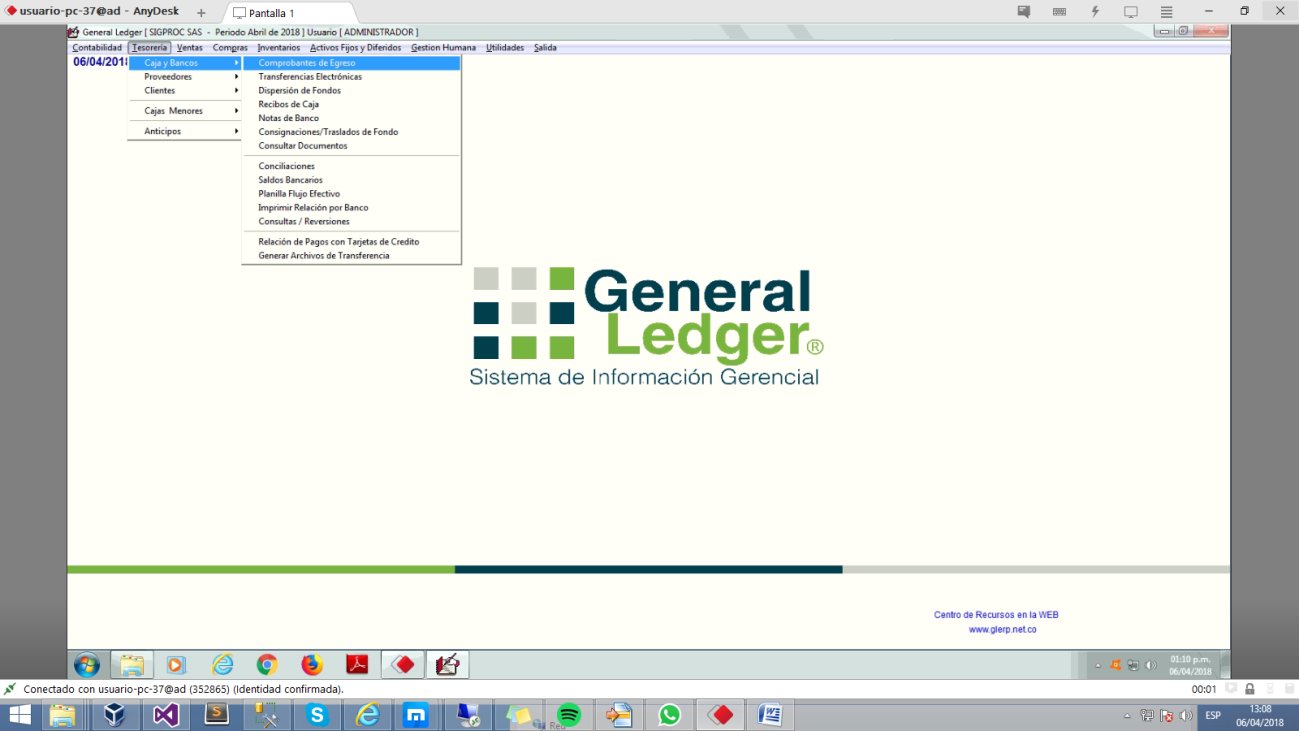 usuario-pc-37@ad - AnyDesk
Pantalla 1
General Ledger [ SIGPROC SAS - Periodo Abril de 2018 ] Usuario [ ADMINISTRADOR ]
Contabilidad Tesorería Ventas Compras Inventarios Activos Fijos y Diferidos Gestion Humana Utilidades Salida
06/04/2018
Caja y Bancos
Proveedores
Clientes
Cajas Menores
Anticipos
Comprobantes de Egreso
Transferencias Electrónicas
Dispersión de Fondos
Recibos de Caja
Notas de Banco
Consignaciones/Traslados de Fondo
Consultar Documentos
Conciliaciones
Saldos Bancarios
Planilla Flujo Efectivo
Imprimir Relación por Banco
Consultas / Reversiones
Relación de Pagos con Tarjetas de Credito
Generar Archivos de Transferencia
General
Ledger®
Sistema de Información Gerencial
Centro de Recursos en la WEB
www.glerp.net.co
01:10 p.m.
06/04/2018
Conectado con usuario-pc-37@ad (352865) (Identidad confirmada).
00:01
Red
ESP
13:08
06/04/2018